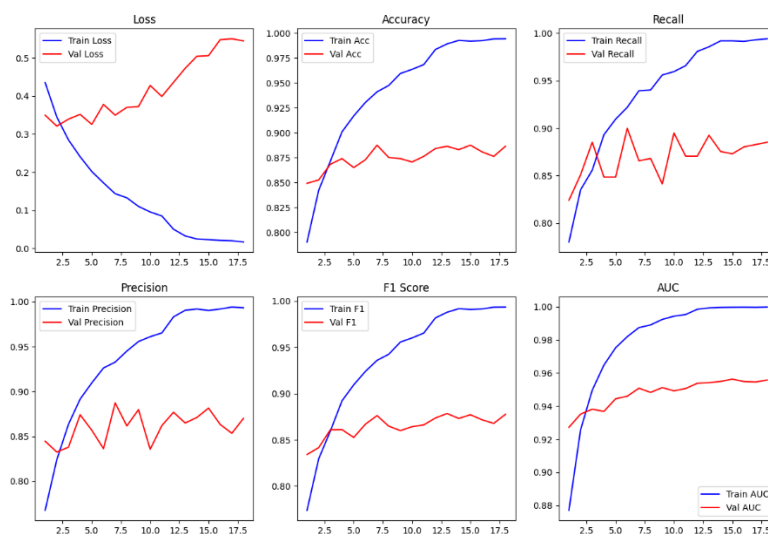 Loss
Train Loss
Val Loss
0.5
0.4
0.3
0.2
0.1
0.0
2.5 5.0 7.5 10.0 12.5 15.0 17.5
Accuracy
Train Acc
Val Acc
1.000
0.975
0.950
0.925
0.900
0.875
0.850
0.825
0.800
2.5 5.0 7.5 10.0 12.5 15.0 17.5
Recall
Train Recall
Val Recall
1.00
0.95
0.90
0.85
0.80
2.5 5.0 7.5 10.0 12.5 15.0 17.5
Precision
Train Precision
Val Precision
1.00
0.95
0.90
0.85
0.80
2.5 5.0 7.5 10.0 12.5 15.0 17.5
F1 Score
Train F1
Val F1
1.00
0.95
0.90
0.85
0.80
2.5 5.0 7.5 10.0 12.5 15.0 17.5
AUC
1.00
0.98
0.96
0.94
0.92
0.90
0.88
Train AUC
Val AUC
2.5 5.0 7.5 10.0 12.5 15.0 17.5